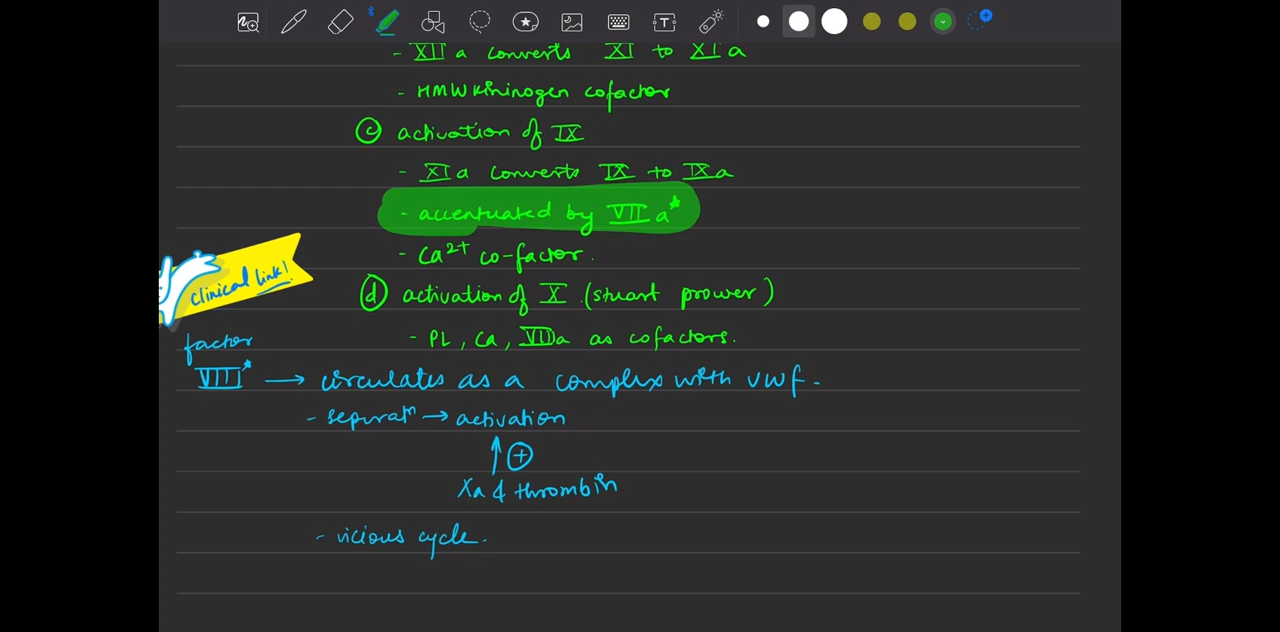 - XII a converts XI to XI a
- HMW Kininogen cofactor
c activation of IX
- XI a converts IX to IX a
- accentuated by VII a*
- Ca2+ co-factor.
d activation of X (stuart prower)
- PL, Ca, VIIIa as cofactors.
clinical link!
factor
VIII* → circulates as a complex with vwf.
- separatn → activation
↑ +
Xa & thrombin
- vicious cycle.